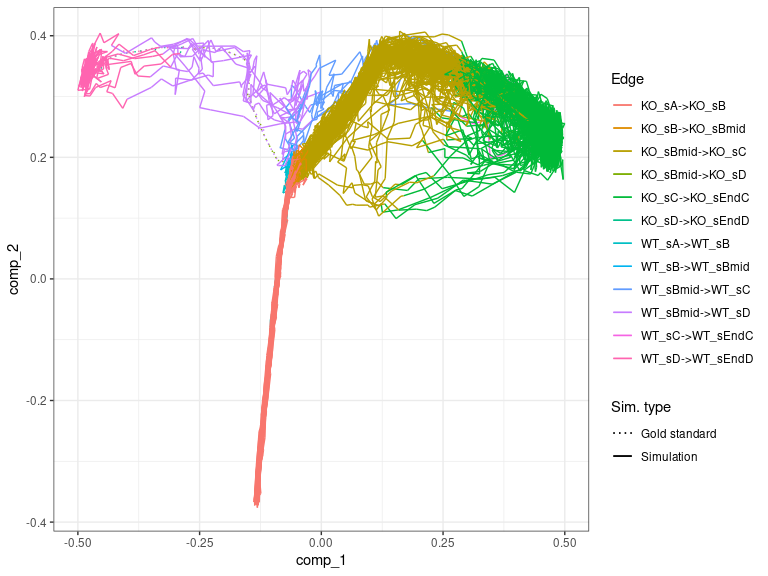 0.4
0.2
0.0
-0.2
-0.4
comp_2
-0.50
-0.25
0.00
0.25
0.50
comp_1
Edge
KO_sA->KO_sB
KO_sB->KO_sBmid
KO_sBmid->KO_sC
KO_sBmid->KO_sD
KO_sC->KO_sEndC
KO_sD->KO_sEndD
WT_sA->WT_sB
WT_sB->WT_sBmid
WT_sBmid->WT_sC
WT_sBmid->WT_sD
WT_sC->WT_sEndC
WT_sD->WT_sEndD
Sim. type
Gold standard
Simulation